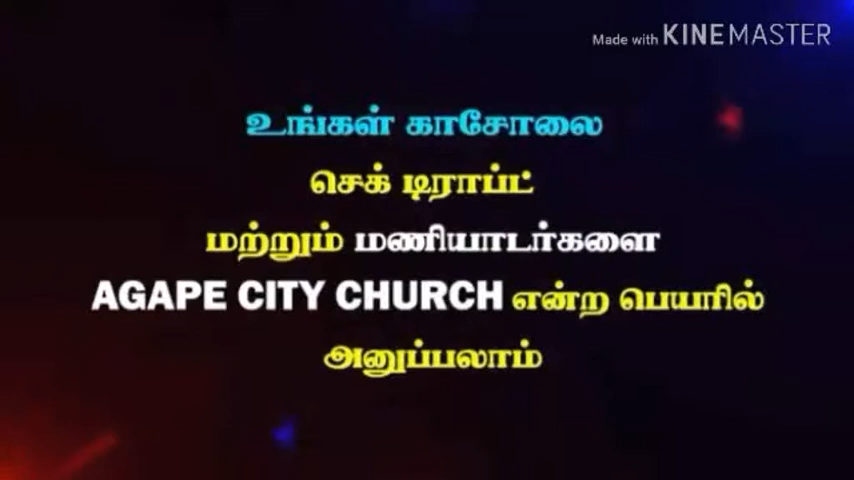 Made with KINEMASTER
உங்கள் காசோலை
செக் டிராப்ட்
மற்றும் மணியாடர்களை
AGAPE CITY CHURCH என்ற பெயரில்
அனுப்பலாம்